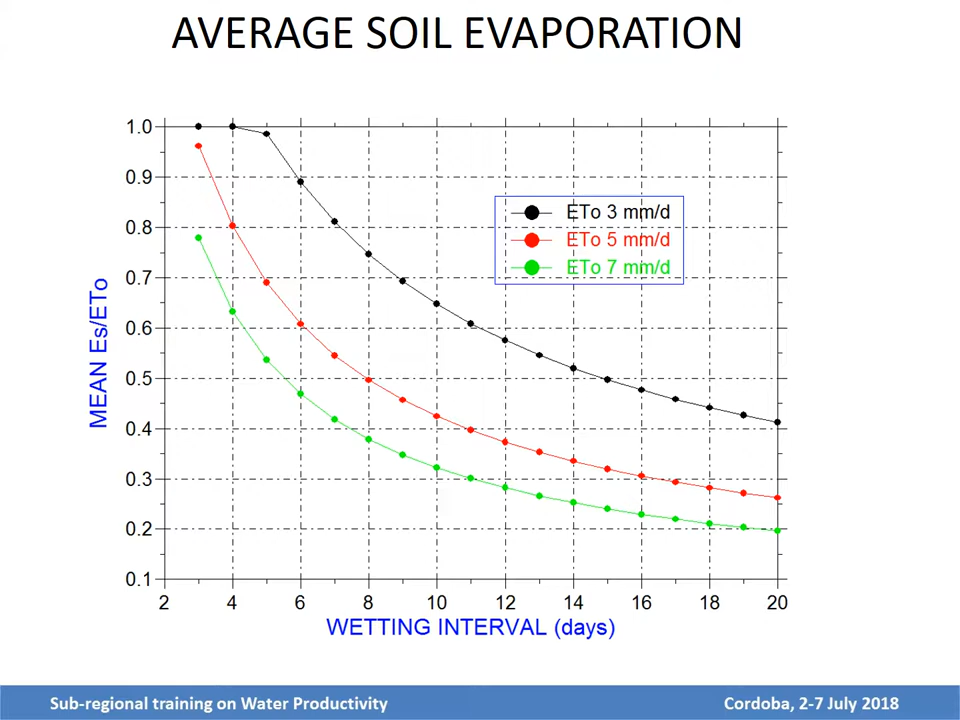 AVERAGE SOIL EVAPORATION
1.0
0.9
0.8
0.7
0.6
0.5
0.4
0.3
0.2
0.1
MEAN Es/ETo
ETo 3 mm/d
ETo 5 mm/d
ETo 7 mm/d
2 4 6 8 10 12 14 16 18 20
WETTING INTERVAL (days)
Sub-regional training on Water Productivity Cordoba, 2-7 July 2018